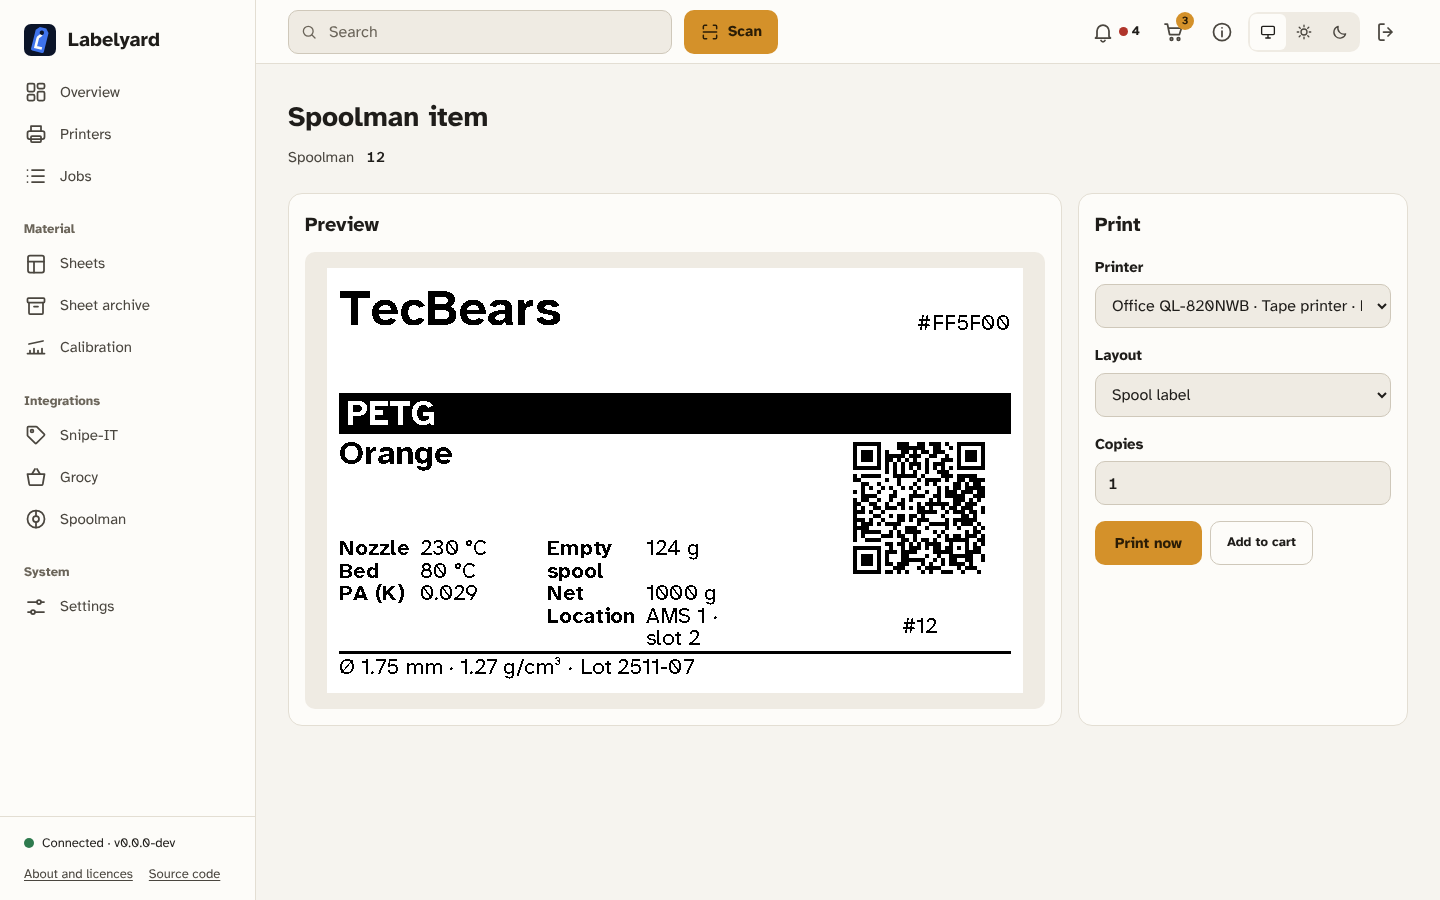 Labelyard
Overview
Printers
Jobs
Material
Sheets
Sheet archive
Calibration
Integrations
Snipe-IT
Grocy
Spoolman
System
Settings
Connected · v0.0.0-dev
About and licences Source code
Search
Scan
4
3
Spoolman item
Spoolman 12
Preview
TecBears
#FF5F00
PETG
Orange
Nozzle 230 °C
Bed 80 °C
PA (K) 0.029
Empty spool 124 g
Net 1000 g
Location AMS 1 · slot 2
#12
Ø 1.75 mm · 1.27 g/cm³ · Lot 2511-07
Print
Printer
Office QL-820NWB · Tape printer ·
Layout
Spool label
Copies
1
Print now
Add to cart